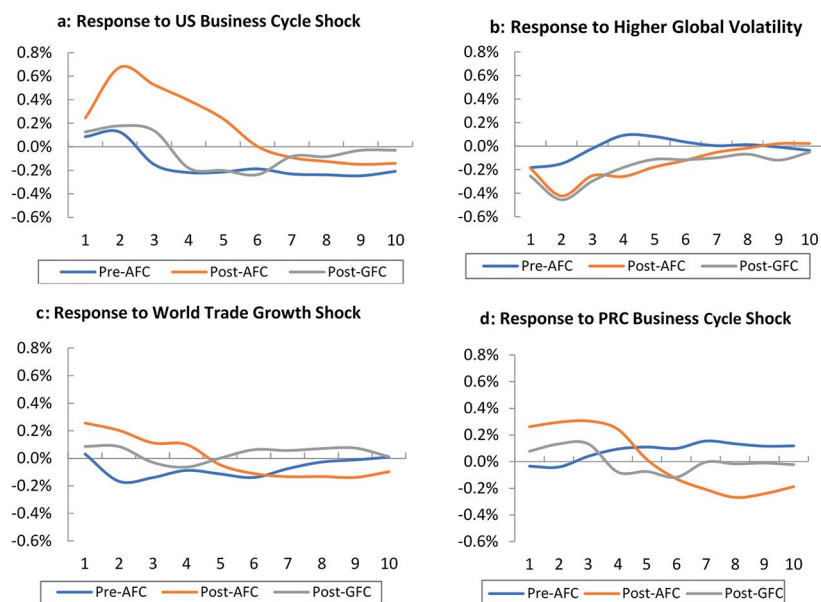 a: Response to US Business Cycle Shock
0.8%
0.6%
0.4%
0.2%
0.0%
-0.2%
-0.4%
-0.6%
1 2 3 4 5 6 7 8 9 10
Pre-AFC Post-AFC Post-GFC
b: Response to Higher Global Volatility
0.8%
0.6%
0.4%
0.2%
0.0%
-0.2%
-0.4%
-0.6%
1 2 3 4 5 6 7 8 9 10
Pre-AFC Post-AFC Post-GFC
c: Response to World Trade Growth Shock
0.8%
0.6%
0.4%
0.2%
0.0%
-0.2%
-0.4%
-0.6%
1 2 3 4 5 6 7 8 9 10
Pre-AFC Post-AFC Post-GFC
d: Response to PRC Business Cycle Shock
0.8%
0.6%
0.4%
0.2%
0.0%
-0.2%
-0.4%
-0.6%
1 2 3 4 5 6 7 8 9 10
Pre-AFC Post-AFC Post-GFC